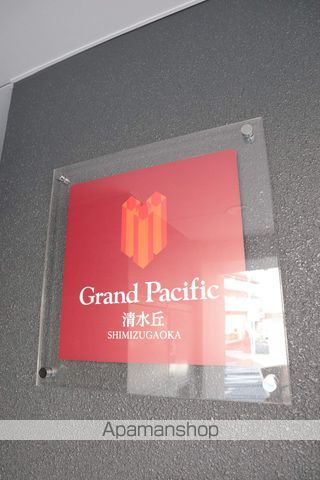 Grand Pacific
清水丘
SHIMIZUGAOKA
Apamanshop